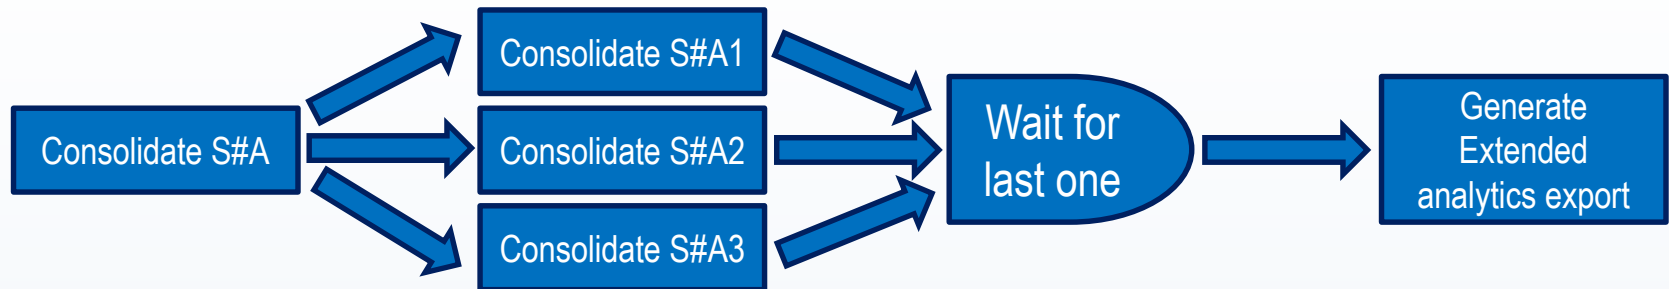 Consolidate S#A
Consolidate S#A1
Consolidate S#A2
Consolidate S#A3
Wait for
last one
Generate
Extended
analytics export